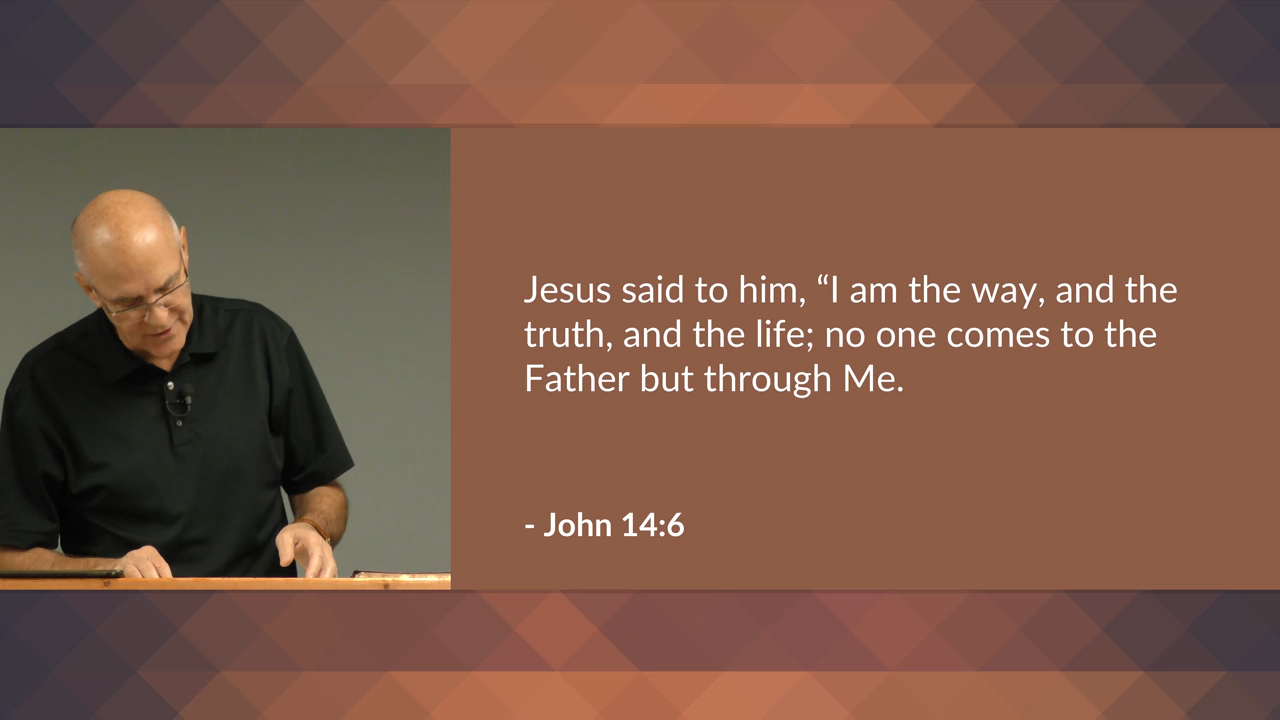 Jesus said to him, “I am the way, and the
truth, and the life; no one comes to the
Father but through Me.
- John 14:6